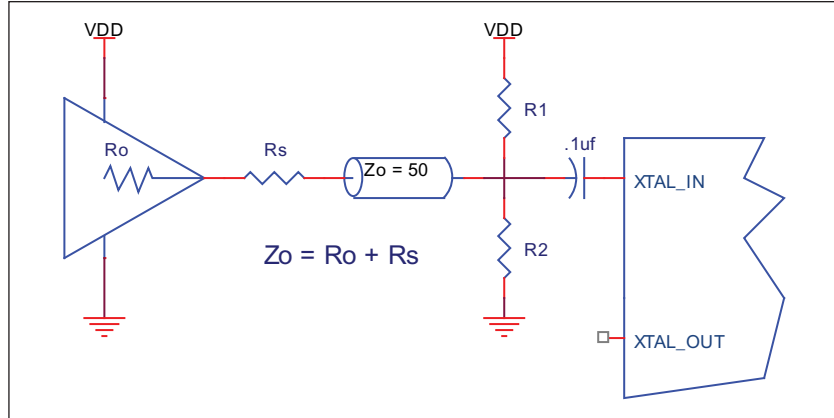 VDD
VDD
R1
.1uf
Ro
Rs
Zo = 50
XTAL_IN
Zo = Ro + Rs
R2
XTAL_OUT